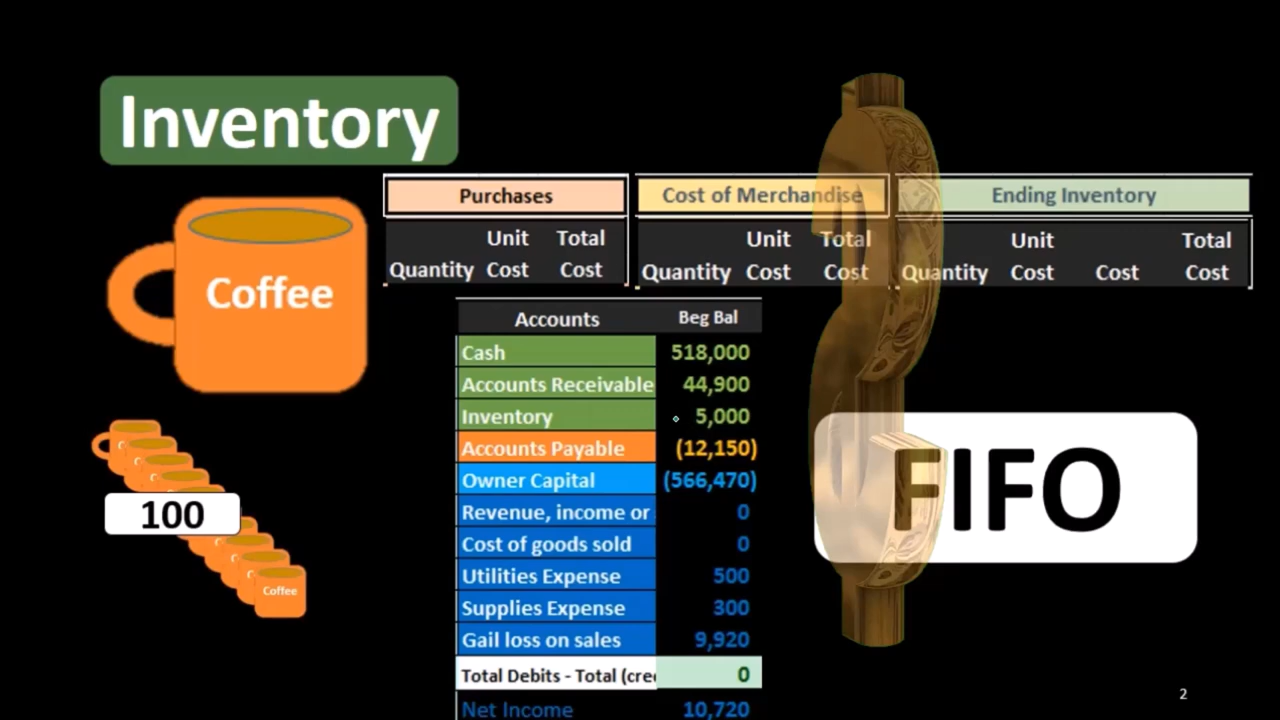 Inventory
Purchases
Cost of Merchandise
Ending Inventory
Unit Total
Quantity Cost Cost
Unit Total
Quantity Cost Cost
Unit Total
Quantity Cost Cost Cost
Coffee
Accounts Beg Bal
Cash 518,000
Accounts Receivable 44,900
Inventory 5,000
Accounts Payable (12,150)
Owner Capital (566,470)
Revenue, income or 0
Cost of goods sold 0
Utilities Expense 500
Supplies Expense 300
Gail loss on sales 9,920
Total Debits - Total (cre 0
Net Income 10,720
100
Coffee
FIFO
2